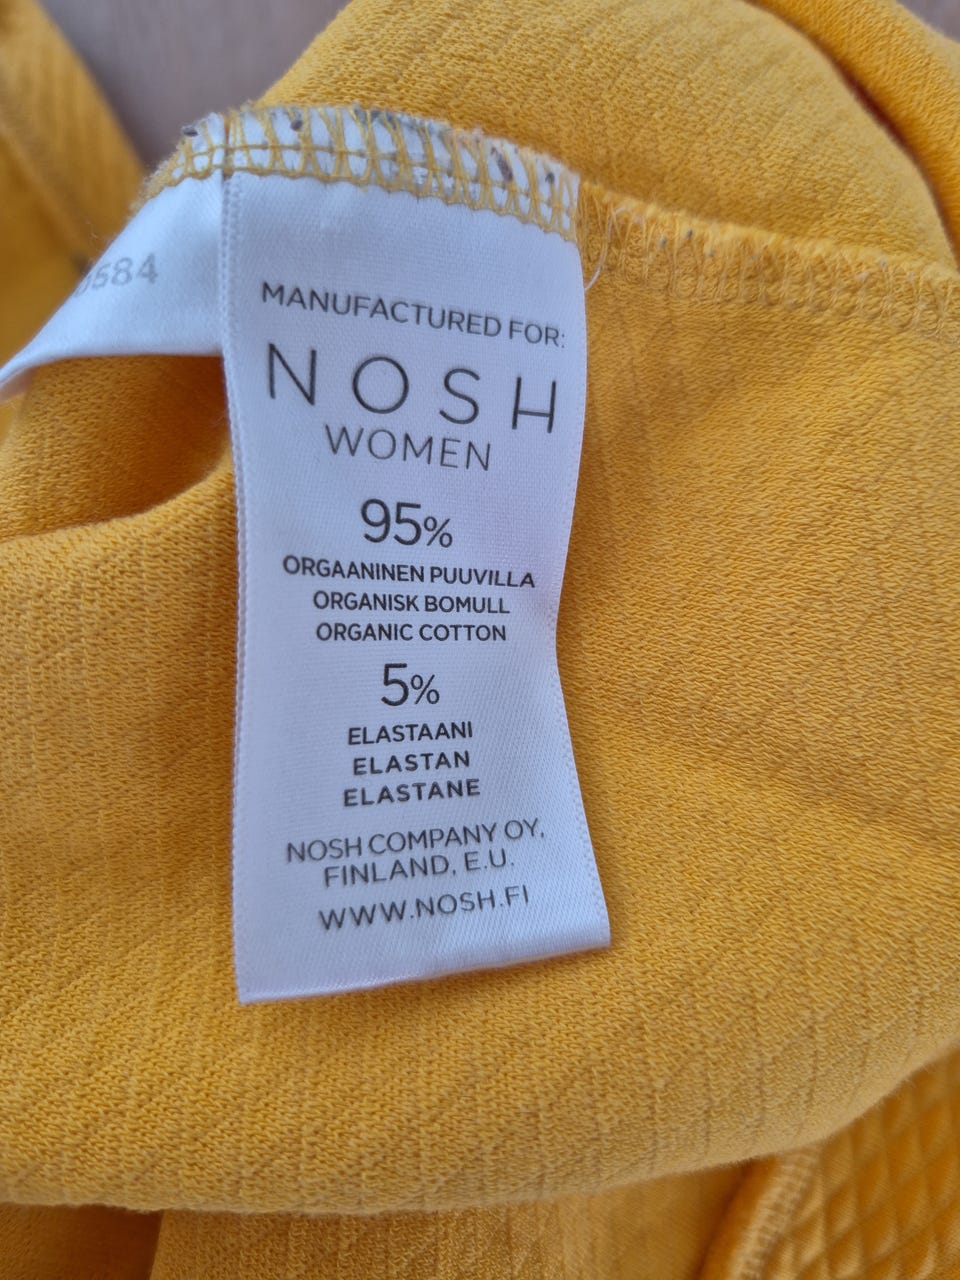 0584
MANUFACTURED FOR:
NOSH
WOMEN
95%
ORGAANINEN PUUVILLA
ORGANISK BOMULL
ORGANIC COTTON
5%
ELASTAANI
ELASTAN
ELASTANE
NOSH COMPANY OY,
FINLAND, E.U.
WWW.NOSH.FI